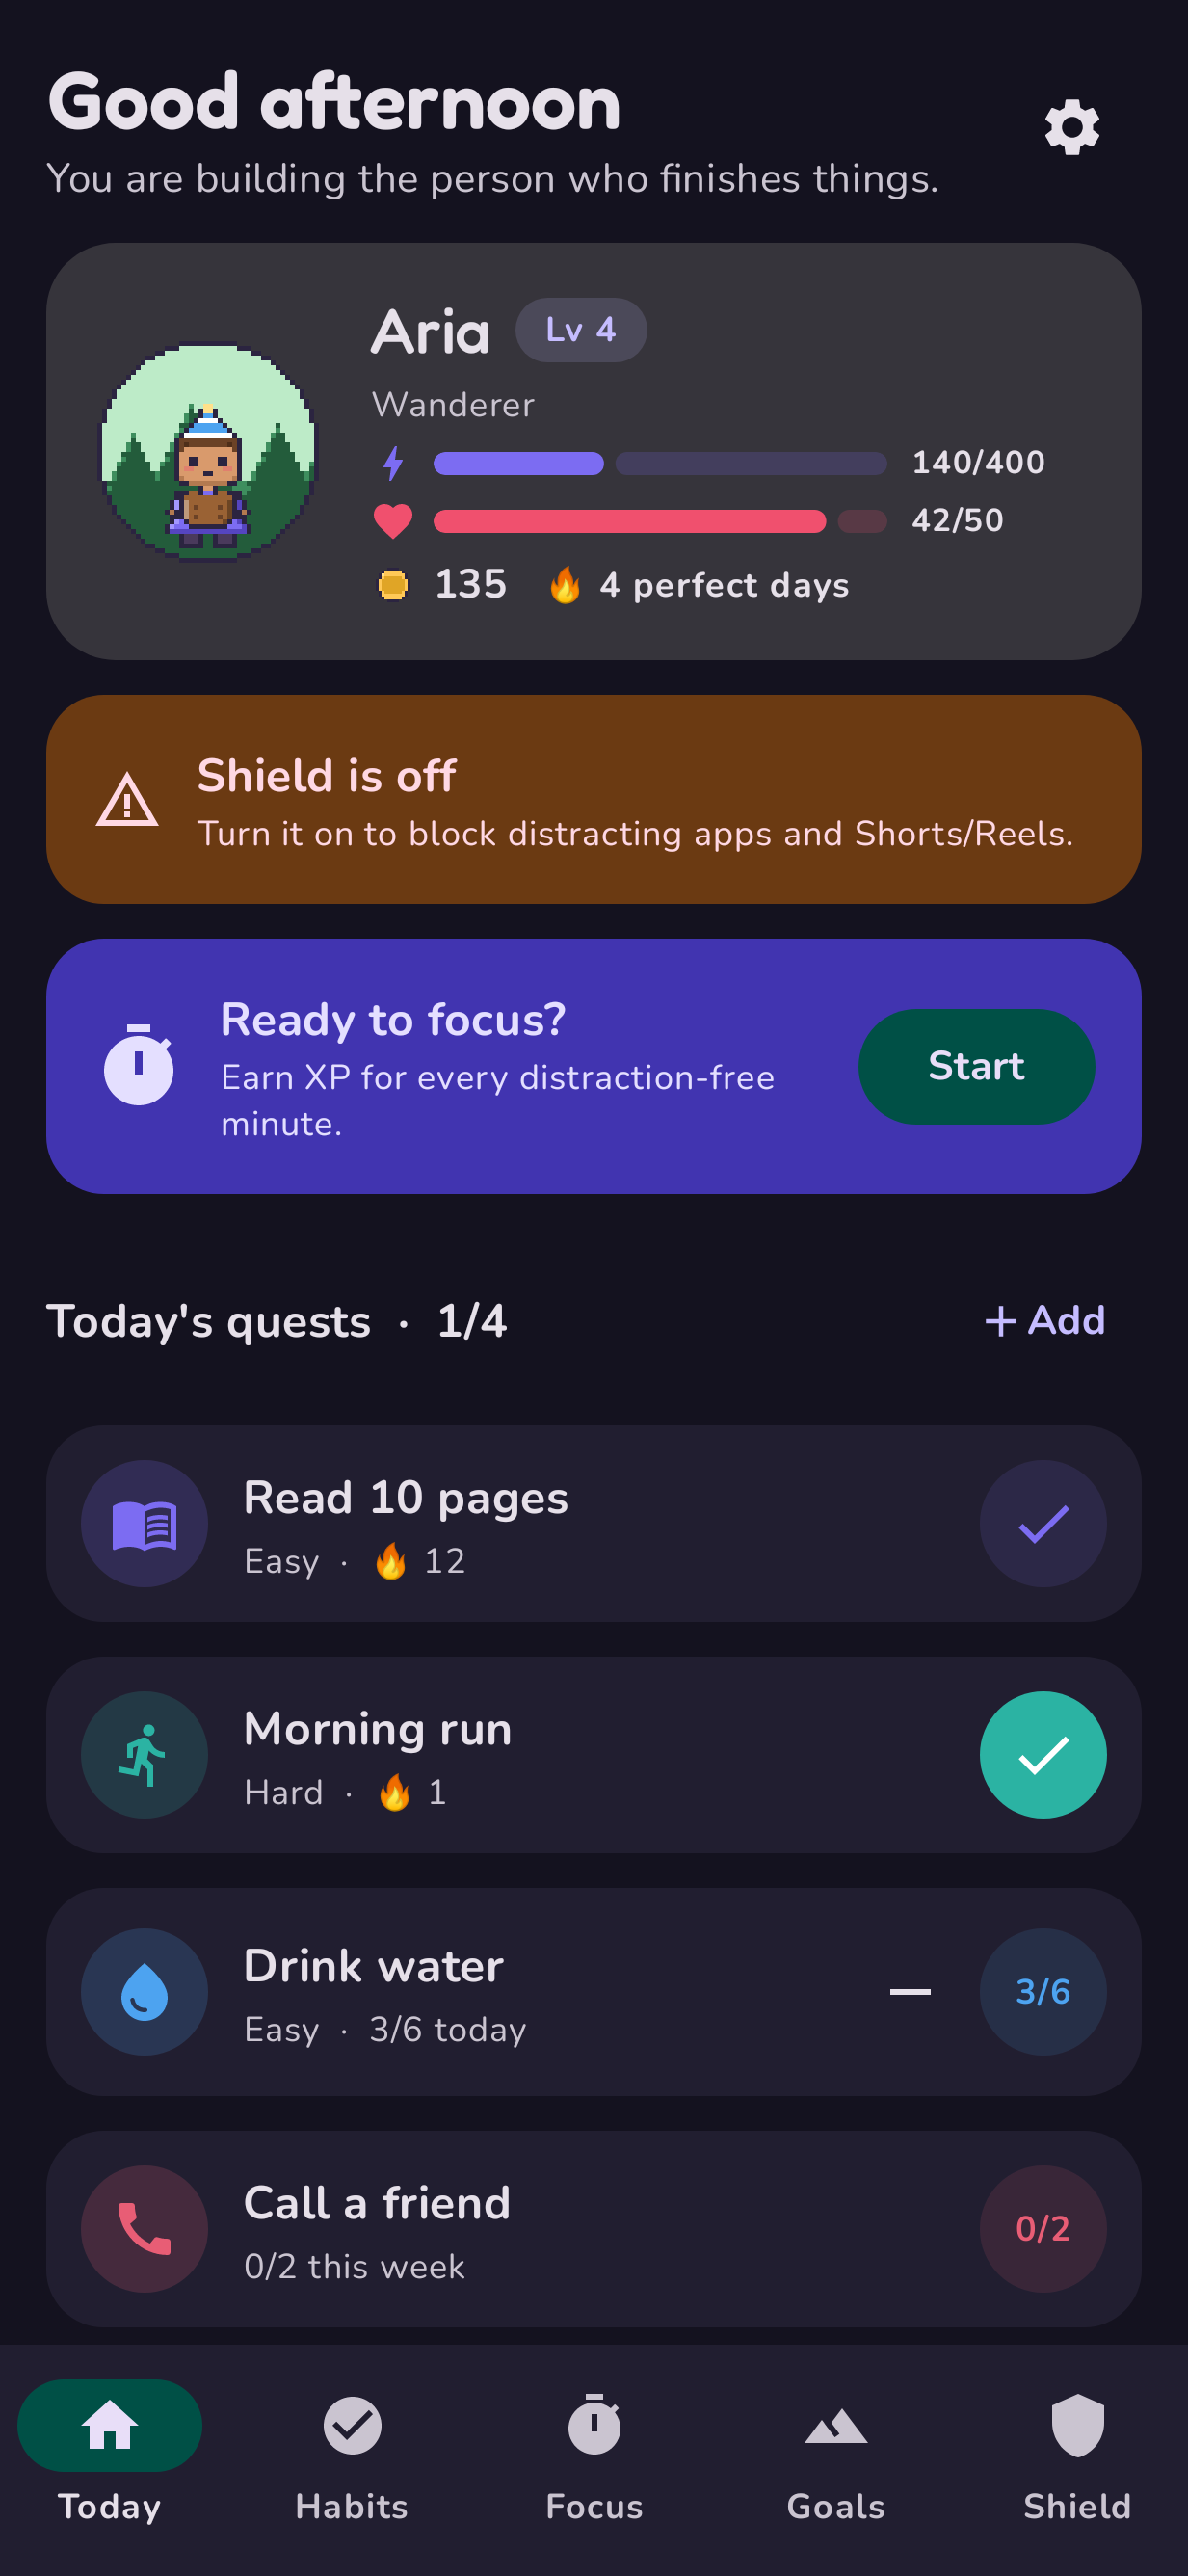 Good afternoon
You are building the person who finishes things.
Aria
Lv 4
Wanderer
140/400
42/50
135
4 perfect days
Shield is off
Turn it on to block distracting apps and Shorts/Reels.
Ready to focus?
Earn XP for every distraction-free
minute.
Start
Today's quests · 1/4
+ Add
Read 10 pages
Easy · 🔥 12
Morning run
Hard · 🔥 1
Drink water
Easy · 3/6 today
3/6
Call a friend
0/2 this week
0/2
Today
Habits
Focus
Goals
Shield